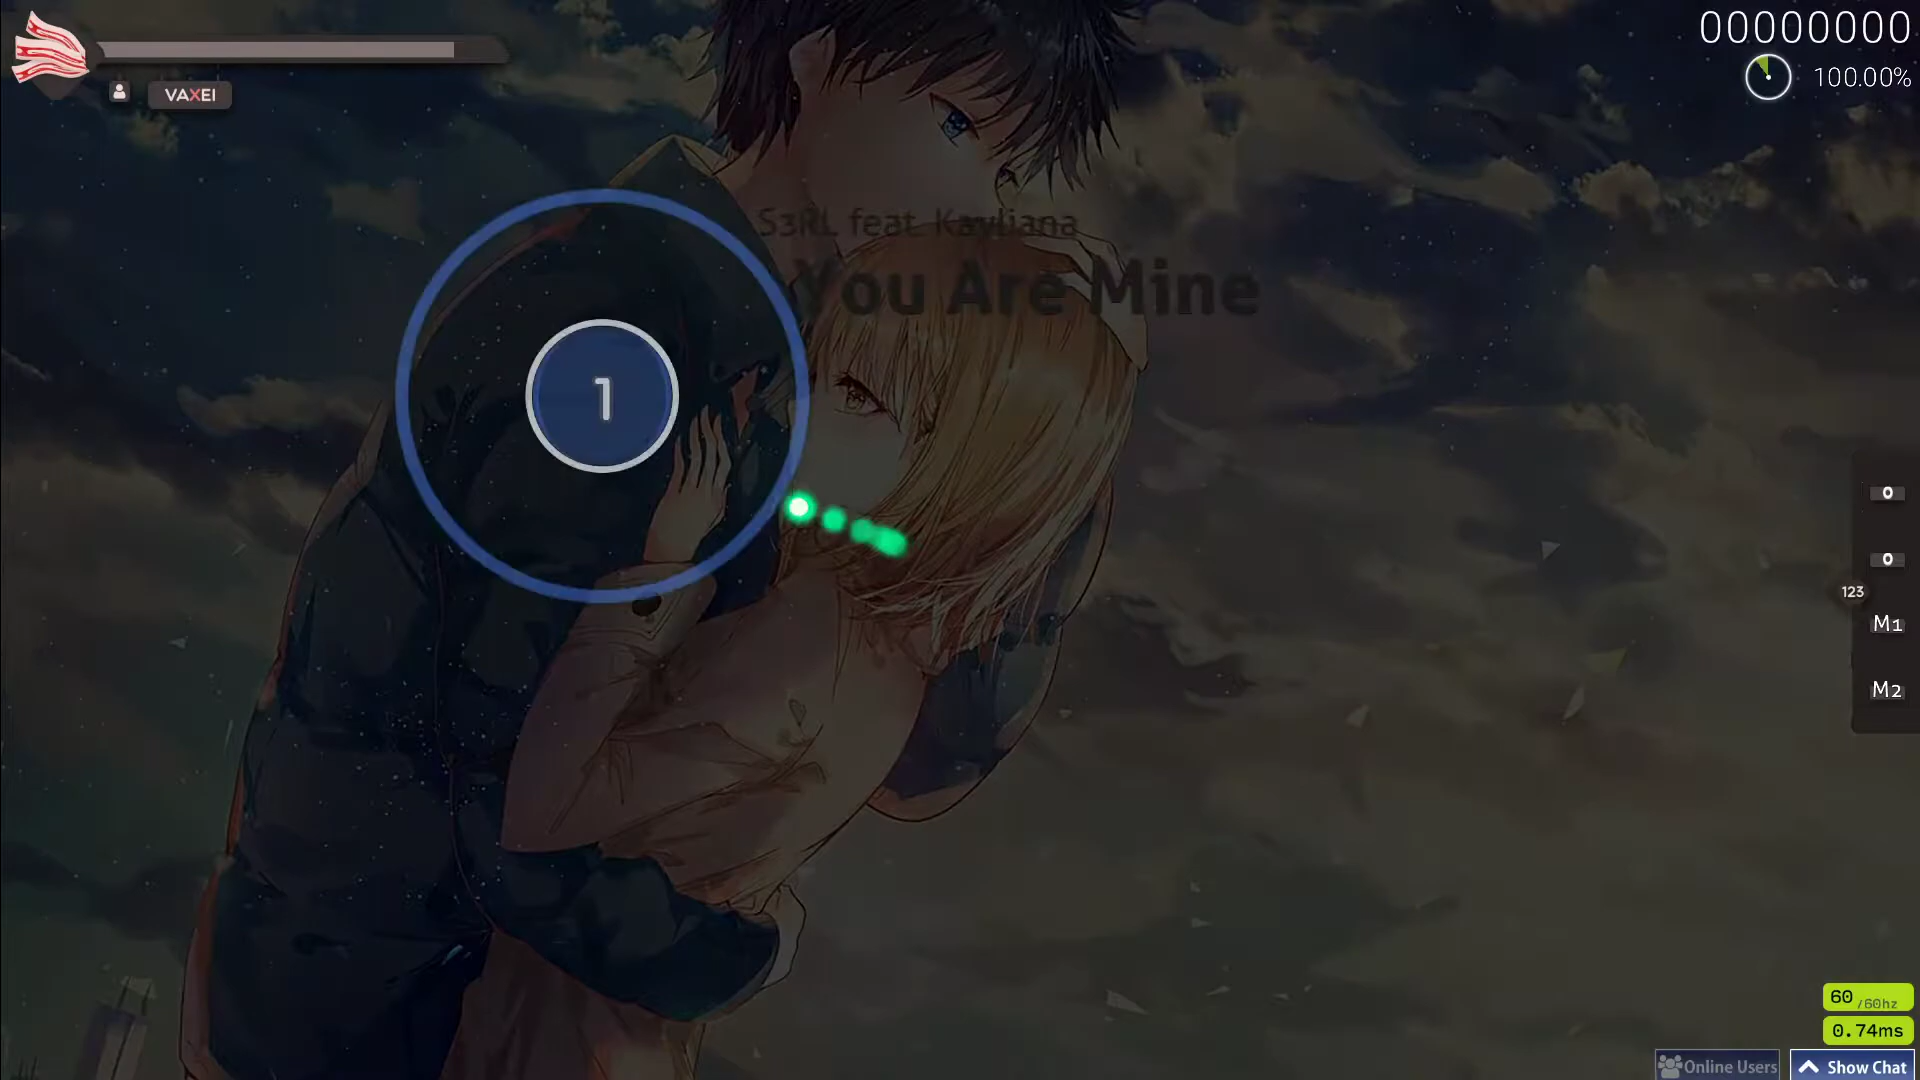 00000000
100.00%
VAXEI
S3RL feat. Kayliana
You Are Mine
1
0
0
123
M1
M2
60 /60hz
0.74ms
Online Users
Show Chat